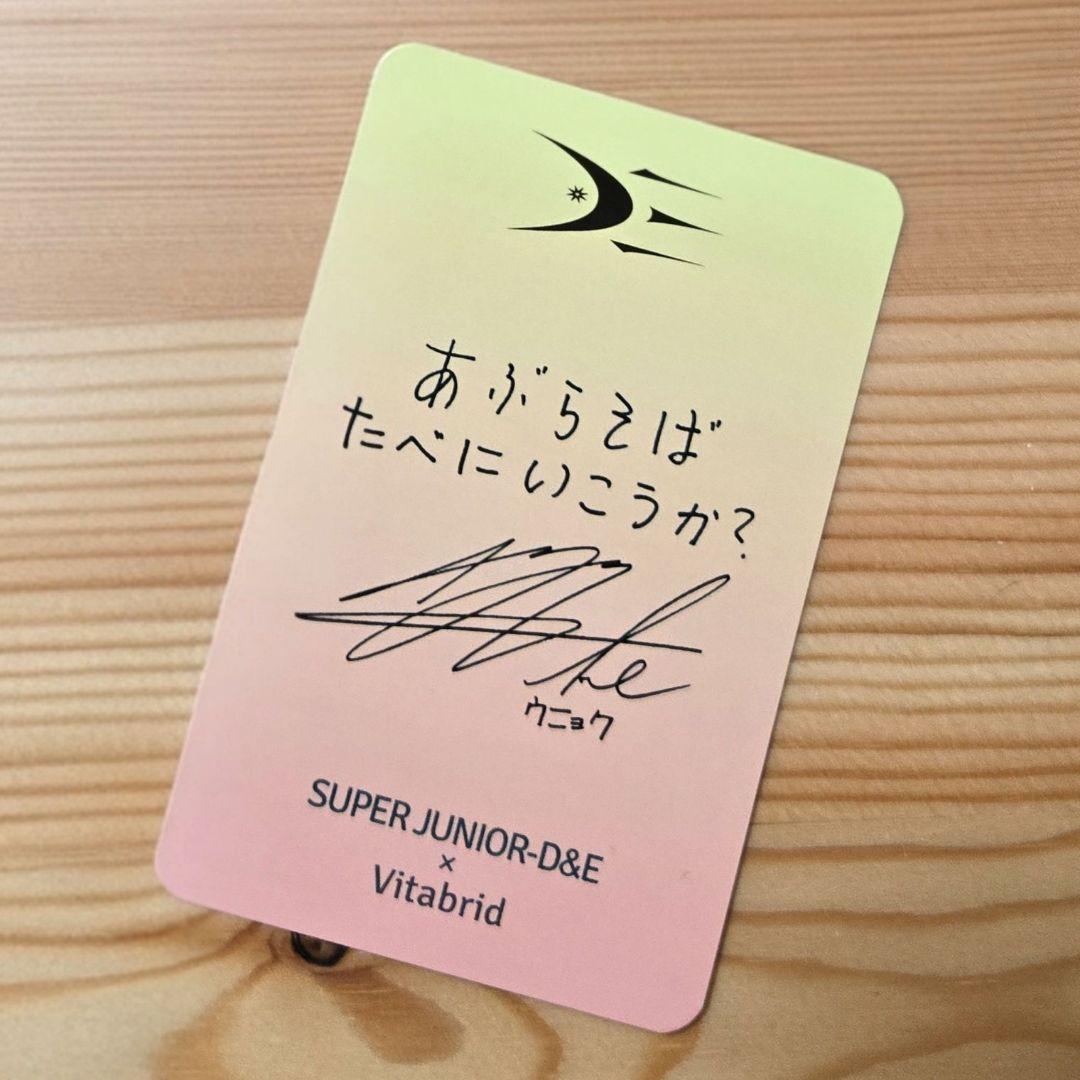 DE
あぶらそば
たべにいこうか?
ウニョク
SUPER JUNIOR-D&E
×
Vitabrid